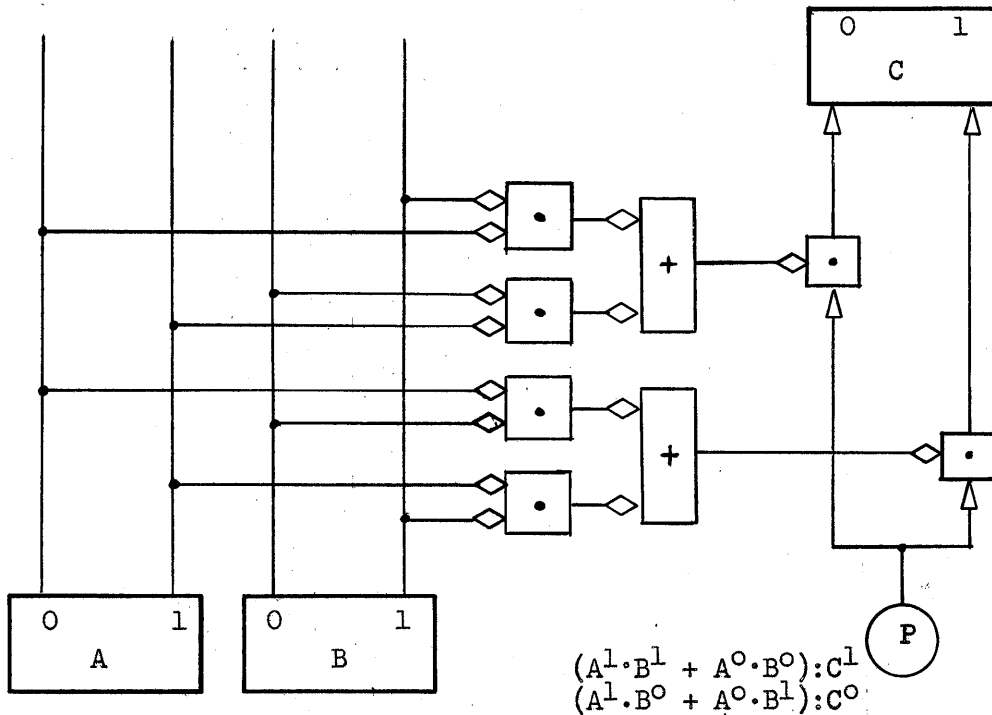 0 1
C
•
+
•
•
•
+
•
•
0 1
A
0 1
B
P
(A¹·B¹ + A⁰·B⁰):C¹
(A¹·B⁰ + A⁰·B¹):C⁰